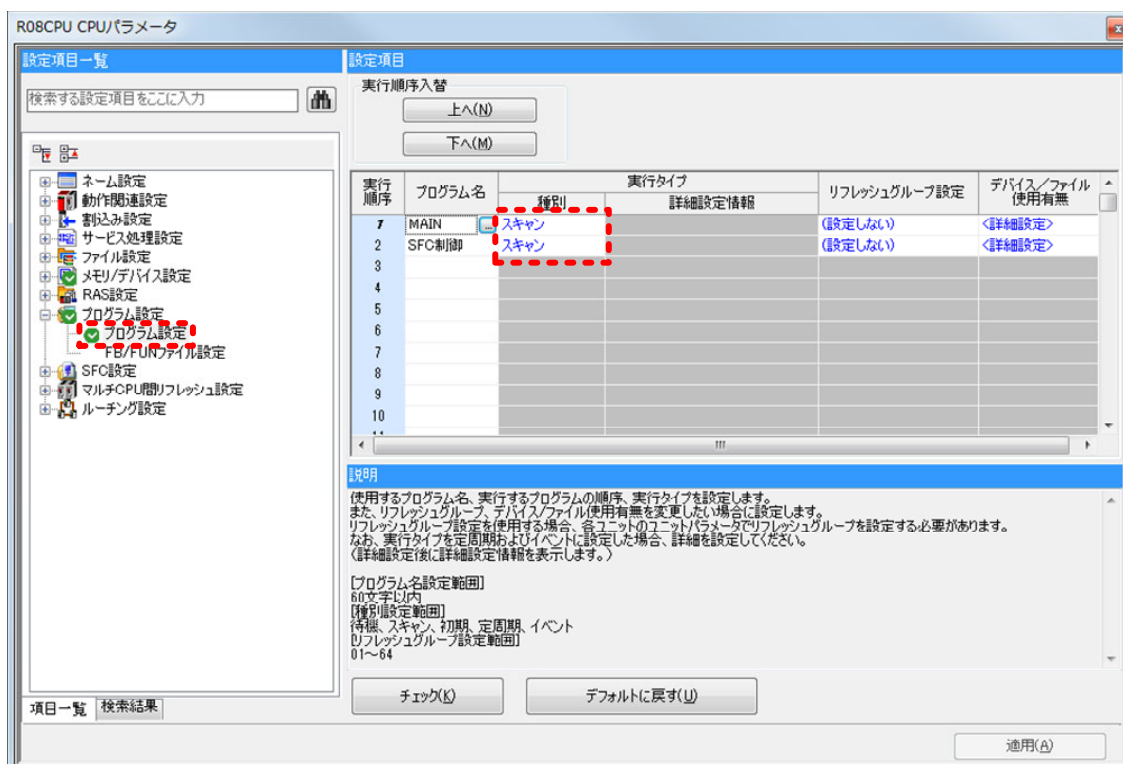 R08CPU CPUパラメータ
設定項目一覧
検索する設定項目をここに入力
ネーム設定
動作関連設定
割込み設定
サービス処理設定
ファイル設定
メモリ/デバイス設定
RAS設定
プログラム設定
プログラム設定
FB/FUNファイル設定
SFC設定
マルチCPU間リフレッシュ設定
ルーチング設定
項目一覧 検索結果
設定項目
実行順序入替
上へ(N)
下へ(M)
実行順序 プログラム名 実行タイプ リフレッシュグループ設定 デバイス/ファイル使用有無
種別 詳細設定情報
1 MAIN ... スキャン (設定しない) <詳細設定>
2 SFC制御 スキャン (設定しない) <詳細設定>
3
4
5
6
7
8
9
10
11
説明
使用するプログラム名、実行するプログラムの順序、実行タイプを設定します。
また、リフレッシュグループ、デバイス/ファイル使用有無を変更したい場合に設定します。
リフレッシュグループ設定を使用する場合、各ユニットのユニットパラメータでリフレッシュグループを設定する必要があります。
なお、実行タイプを定周期およびイベントに設定した場合、詳細を設定してください。
(詳細設定後に詳細設定情報を表示します。)
[プログラム名設定範囲]
60文字以内
[種別設定範囲]
待機、スキャン、初期、定周期、イベント
[リフレッシュグループ設定範囲]
01～64
チェック(K) デフォルトに戻す(U)
適用(A)